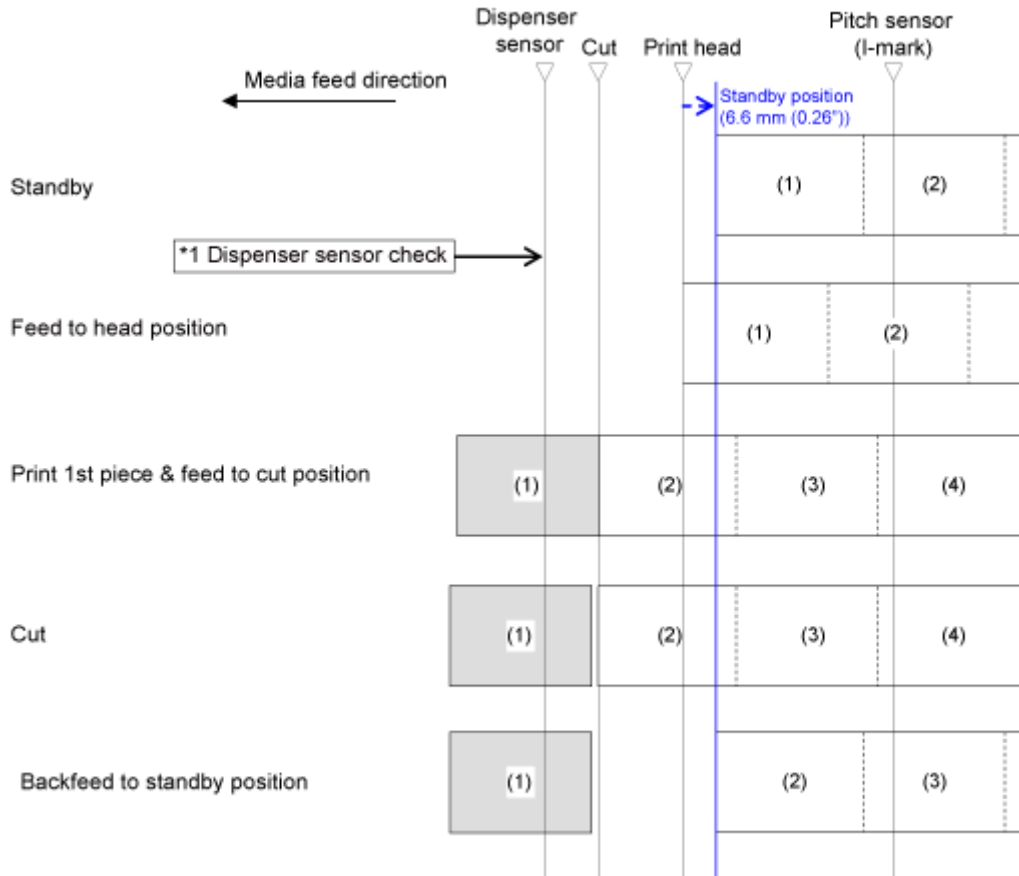 Dispenser
sensor
Cut
Print head
Pitch sensor
(I-mark)
Media feed direction
Standby position
(6.6 mm (0.26"))
Standby
(1)
(2)
*1 Dispenser sensor check
Feed to head position
(1)
(2)
Print 1st piece & feed to cut position
(1)
(2)
(3)
(4)
Cut
(1)
(2)
(3)
(4)
Backfeed to standby position
(1)
(2)
(3)